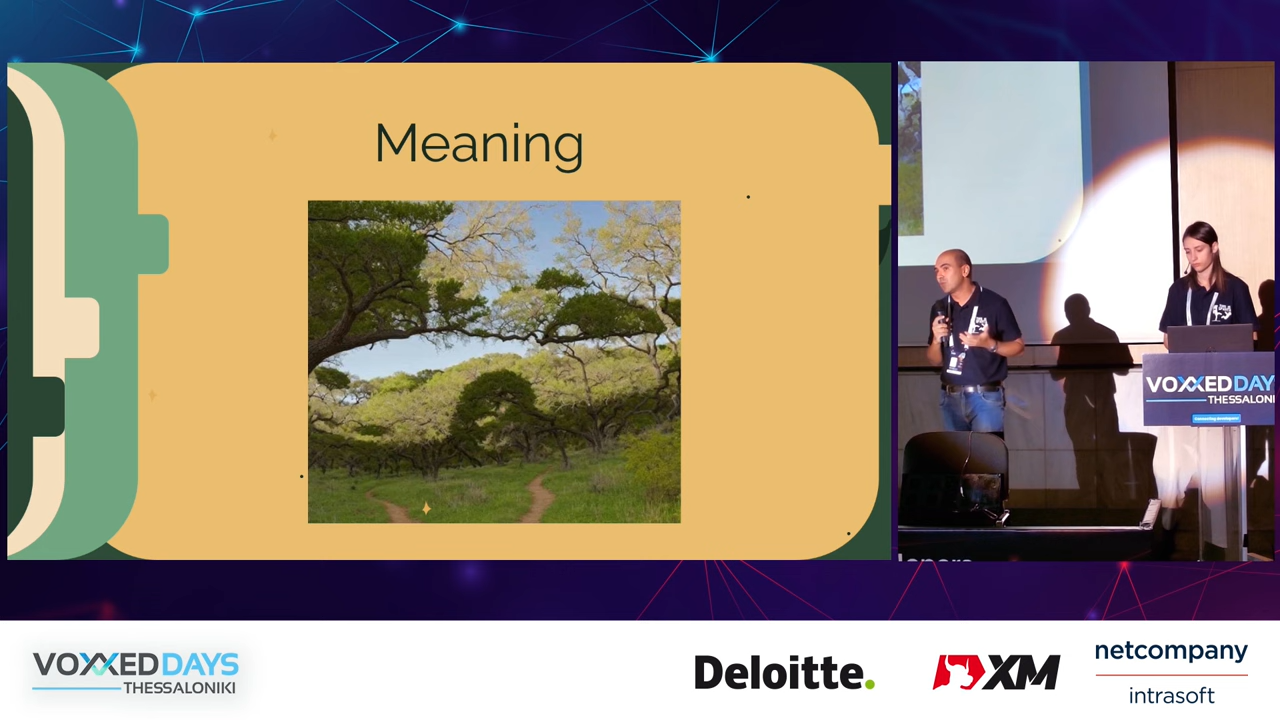 Meaning
VOXXED DAY
THESSALONI
VOXXED DAYS
THESSALONIKI
Deloitte.
XM
netcompany
intrasoft